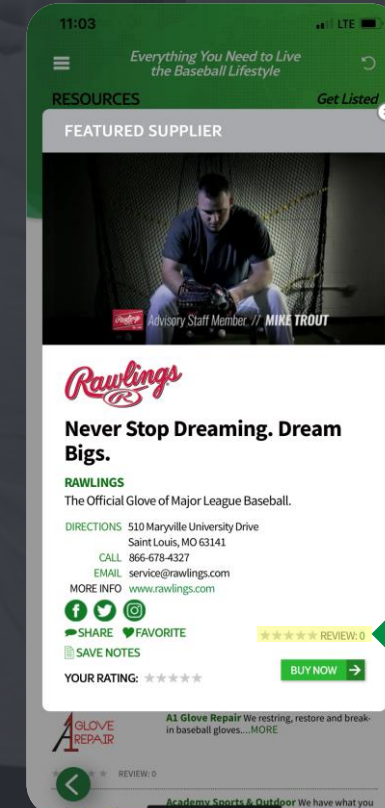 11:03
LTE
Everything You Need to Live
the Baseball Lifestyle
RESOURCES Get Listed
FEATURED SUPPLIER
Rawlings Advisory Staff Member // MIKE TROUT
Rawlings
R
Never Stop Dreaming. Dream
Bigs.
RAWLINGS
The Official Glove of Major League Baseball.
DIRECTIONS 510 Maryville University Drive
Saint Louis, MO 63141
CALL 866-678-4327
EMAIL service@rawlings.com
MORE INFO www.rawlings.com
SHARE FAVORITE
REVIEW: 0
SAVE NOTES
BUY NOW
YOUR RATING:
A1 GLOVE REPAIR
A1 Glove Repair We restring, restore and break-
in baseball gloves....MORE
REVIEW: 0
Academy Sports & Outdoor We have what you